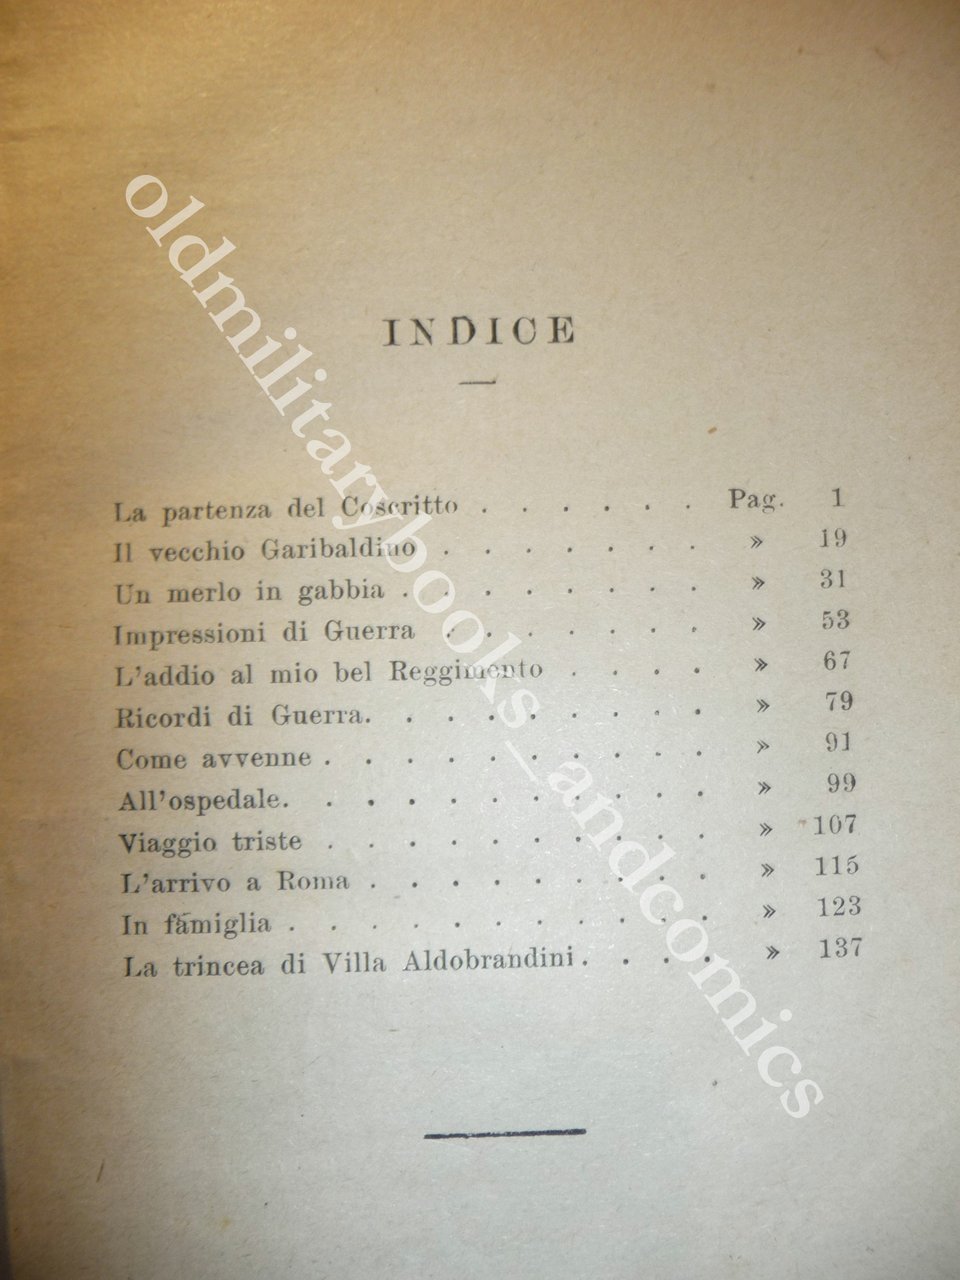 INDICE
La partenza del Coscritto . . . . . . Pag. 1
Il vecchio Garibaldino . . . . . . . » 19
Un merlo in gabbia . . . . . . . . » 31
Impressioni di Guerra . . . . . . . » 53
L'addio al mio bel Reggimento . . . . » 67
Ricordi di Guerra. . . . . . . . . » 79
Come avvenne . . . . . . . . . . » 91
All'ospedale. . . . . . . . . . . » 99
Viaggio triste . . . . . . . . . . » 107
L'arrivo a Roma . . . . . . . . . » 115
In famiglia . . . . . . . . . . . » 123
La trincea di Villa Aldobrandini. . . . » 137
oldmilitarybooks_andcomics